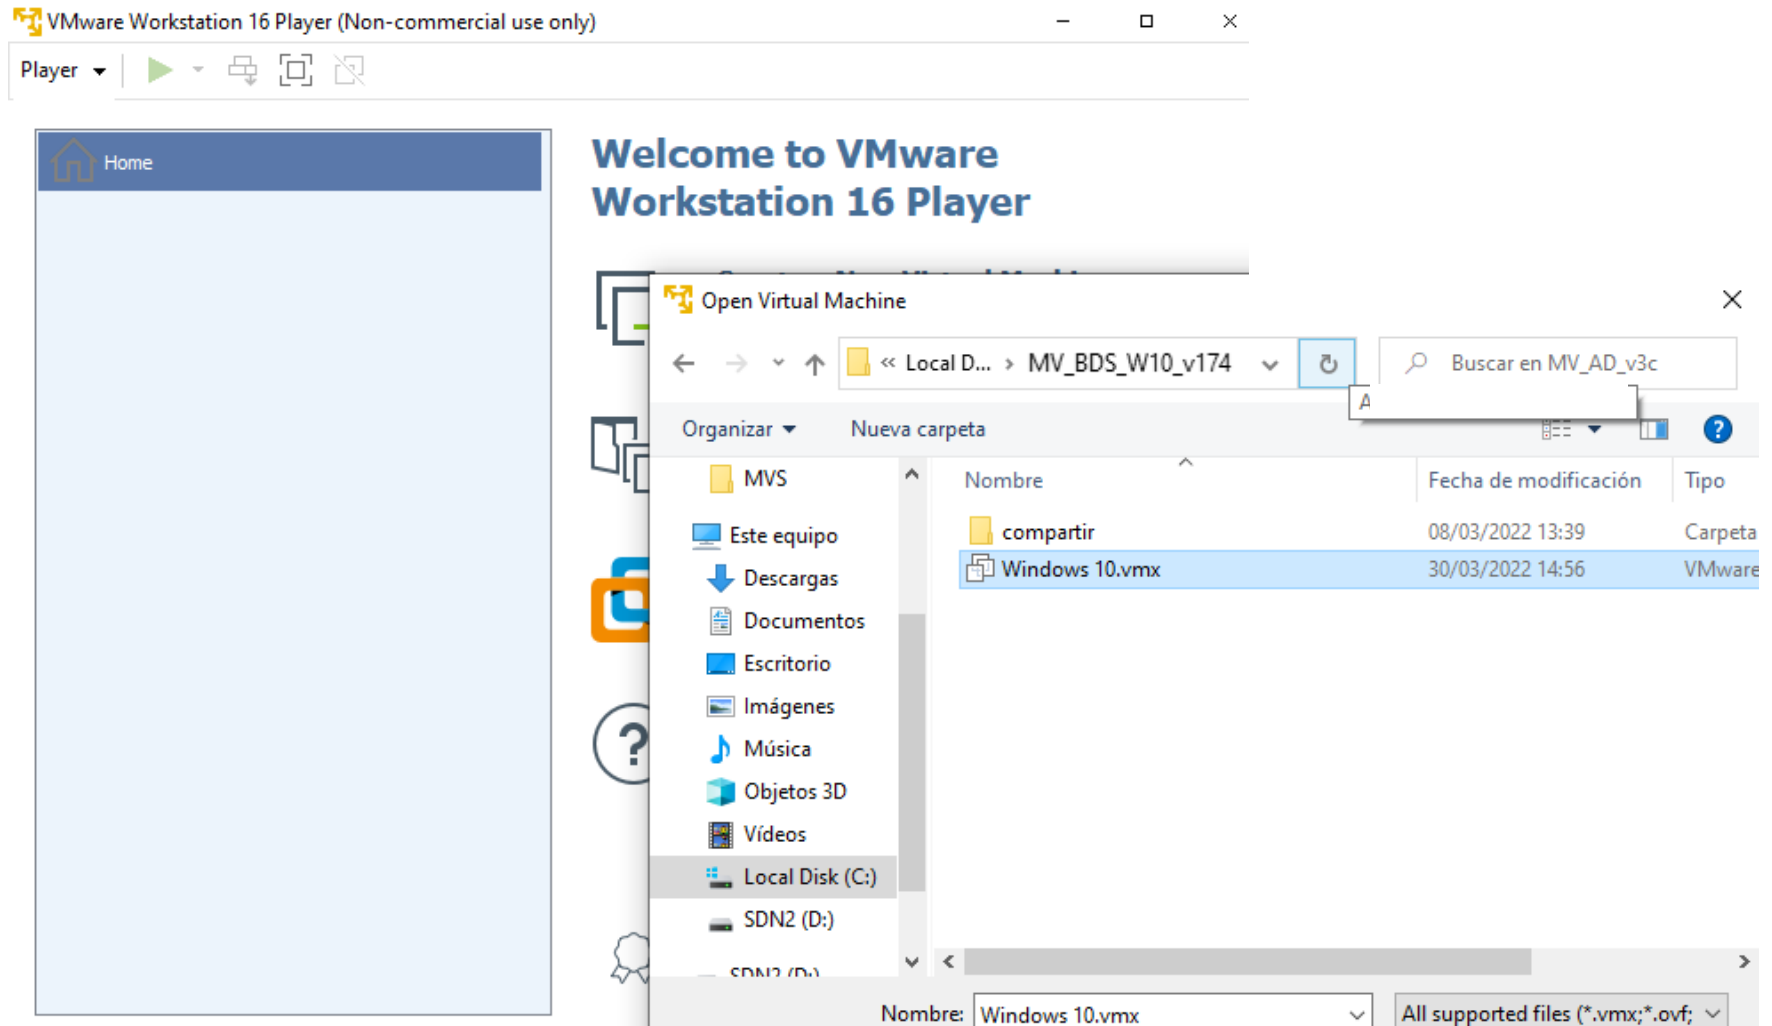 VMware Workstation 16 Player (Non-commercial use only)
Player
Home
Welcome to VMware
Workstation 16 Player
Open Virtual Machine
« Local D... › MV_BDS_W10_v174
Buscar en MV_AD_v3c
A
Organizar
Nueva carpeta
MVS
Nombre
Fecha de modificación
Tipo
Este equipo
compartir
08/03/2022 13:39
Carpeta
Windows 10.vmx
30/03/2022 14:56
VMware
Descargas
Documentos
Escritorio
Imágenes
Música
Objetos 3D
Vídeos
Local Disk (C:)
SDN2 (D:)
SDN2 (D:)
Nombre:
Windows 10.vmx
All supported files (*.vmx;*.ovf;